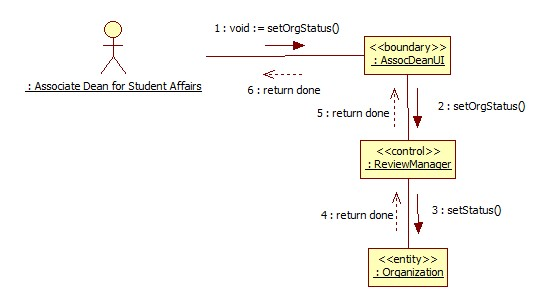 1 : void := setOrgStatus()
<<boundary>>
: AssocDeanUI
: Associate Dean for Student Affairs
6 : return done
5 : return done
2 : setOrgStatus()
<<control>>
: ReviewManager
4 : return done
3 : setStatus()
<<entity>>
: Organization